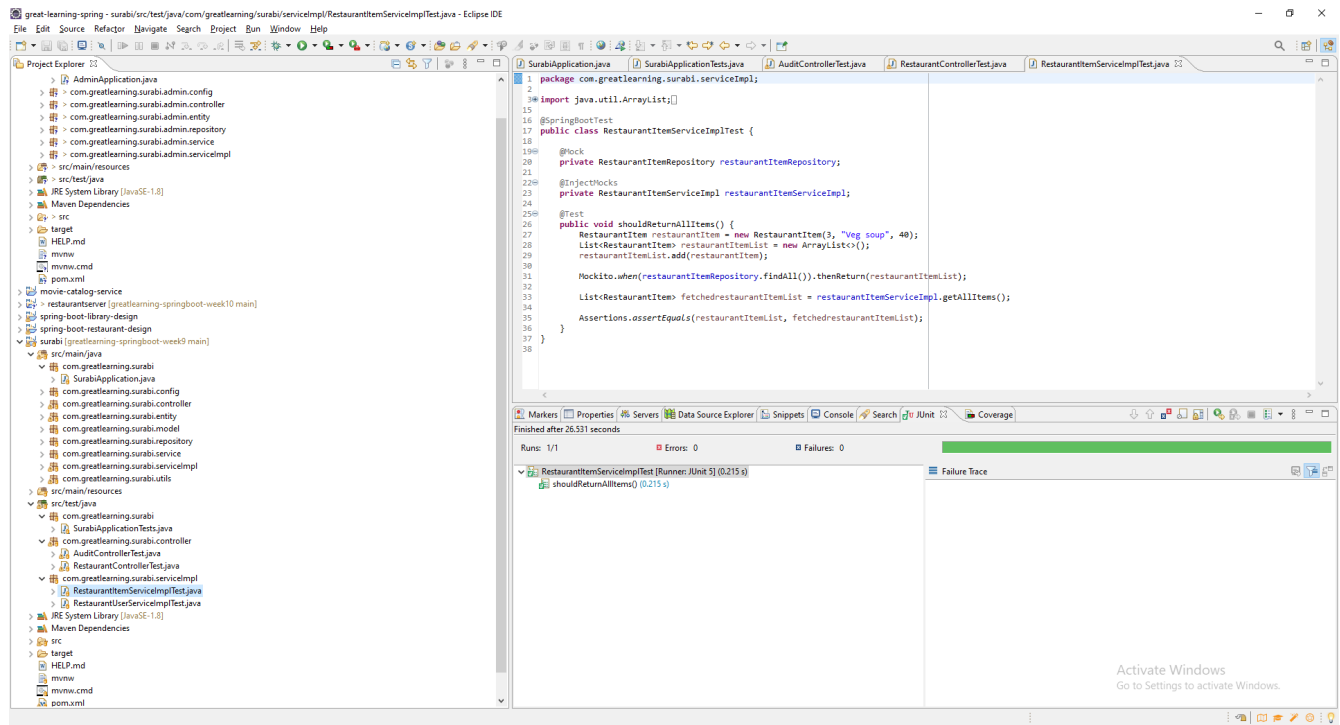 great-learning-spring - surabi/src/test/java/com/greatlearning/surabi/serviceImpl/RestaurantItemServiceImplTest.java - Eclipse IDE
File Edit Source Refactor Navigate Search Project Run Window Help
Project Explorer
AdminApplication.java
> com.greatlearning.surabi.admin.config
> com.greatlearning.surabi.admin.controller
> com.greatlearning.surabi.admin.entity
> com.greatlearning.surabi.admin.repository
> com.greatlearning.surabi.admin.service
> com.greatlearning.surabi.admin.serviceImpl
> src/main/resources
> src/test/java
JRE System Library [JavaSE-1.8]
Maven Dependencies
> src
target
HELP.md
mvnw
mvnw.cmd
pom.xml
movie-catalog-service
> restaurantserver [greatlearning-springboot-week10 main]
spring-boot-library-design
spring-boot-restaurant-design
surabi [greatlearning-springboot-week9 main]
src/main/java
com.greatlearning.surabi
SurabiApplication.java
com.greatlearning.surabi.config
com.greatlearning.surabi.controller
com.greatlearning.surabi.entity
com.greatlearning.surabi.model
com.greatlearning.surabi.repository
com.greatlearning.surabi.service
com.greatlearning.surabi.serviceImpl
com.greatlearning.surabi.utils
src/main/resources
src/test/java
com.greatlearning.surabi
SurabiApplicationTests.java
com.greatlearning.surabi.controller
AuditControllerTest.java
RestaurantControllerTest.java
com.greatlearning.surabi.serviceImpl
RestaurantItemServiceImplTest.java
RestaurantUserServiceImplTest.java
JRE System Library [JavaSE-1.8]
Maven Dependencies
src
target
HELP.md
mvnw
mvnw.cmd
pom.xml
SurabiApplication.java SurabiApplicationTests.java AuditControllerTest.java RestaurantControllerTest.java RestaurantItemServiceImplTest.java
1 package com.greatlearning.surabi.serviceImpl;
2
3 import java.util.ArrayList;
15
16 @SpringBootTest
17 public class RestaurantItemServiceImplTest {
18
19 @Mock
20 private RestaurantItemRepository restaurantItemRepository;
21
22 @InjectMocks
23 private RestaurantItemServiceImpl restaurantItemServiceImpl;
24
25 @Test
26 public void shouldReturnAllItems() {
27 RestaurantItem restaurantItem = new RestaurantItem(3, "Veg soup", 40);
28 List<RestaurantItem> restaurantItemList = new ArrayList<>();
29 restaurantItemList.add(restaurantItem);
30
31 Mockito.when(restaurantItemRepository.findAll()).thenReturn(restaurantItemList);
32
33 List<RestaurantItem> fetchedrestaurantItemList = restaurantItemServiceImpl.getAllItems();
34
35 Assertions.assertEquals(restaurantItemList, fetchedrestaurantItemList);
36 }
37 }
38
Markers Properties Servers Data Source Explorer Snippets Console Search JUnit Coverage
Finished after 26.531 seconds
Runs: 1/1 Errors: 0 Failures: 0
RestaurantItemServiceImplTest [Runner: JUnit 5] (0.215 s)
shouldReturnAllItems() (0.215 s)
Failure Trace
Activate Windows
Go to Settings to activate Windows.